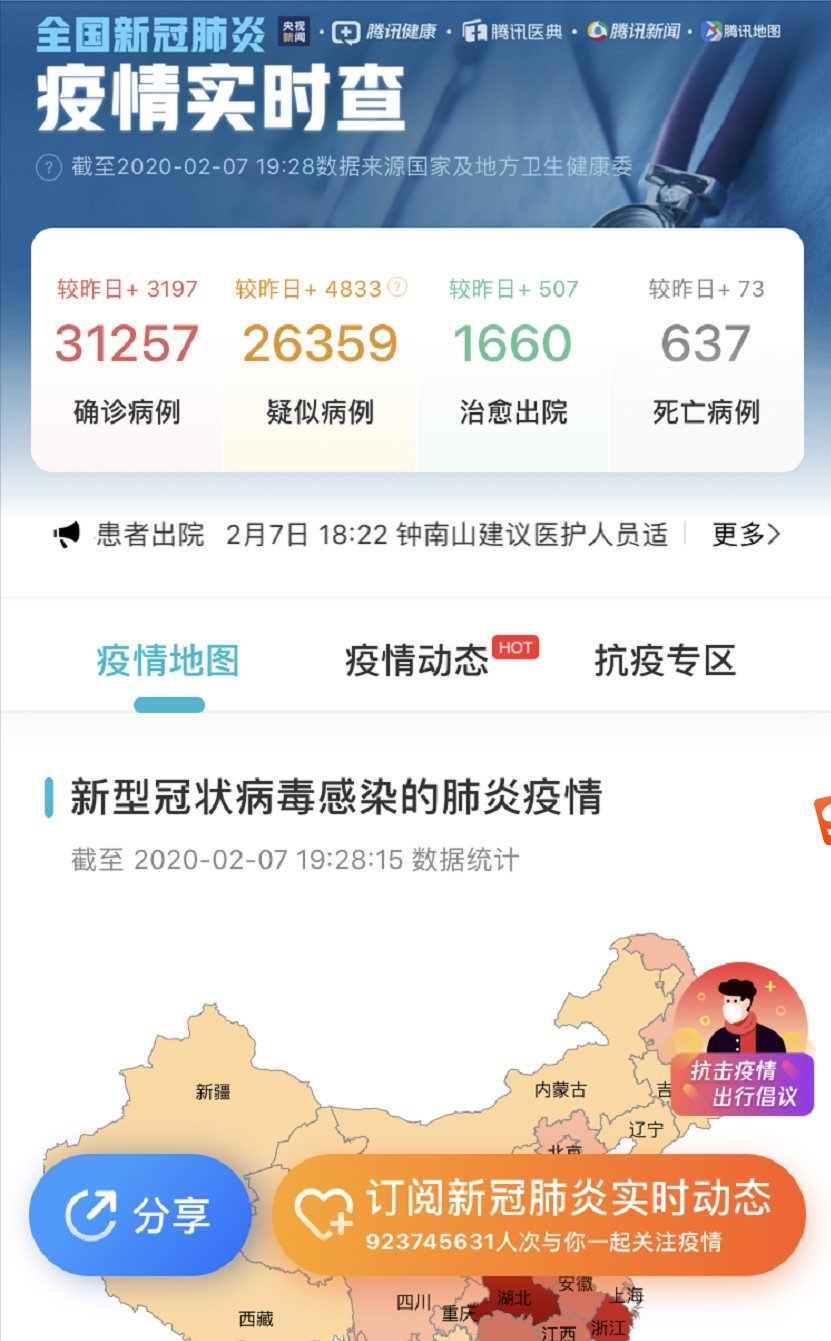 全国新冠肺炎 央视新闻 · 腾讯健康 · 腾讯医典 · 腾讯新闻 · 腾讯地图
疫情实时查
? 截至2020-02-07 19:28数据来源国家及地方卫生健康委
较昨日+ 3197 较昨日+ 4833 ? 较昨日+ 507 较昨日+ 73
31257 26359 1660 637
确诊病例 疑似病例 治愈出院 死亡病例
患者出院 2月7日 18:22 钟南山建议医护人员适 更多>
疫情地图 疫情动态 HOT 抗疫专区
新型冠状病毒感染的肺炎疫情
截至 2020-02-07 19:28:15 数据统计
抗击疫情
出行倡议
新疆 内蒙古 吉
辽宁
北京
分享
订阅新冠肺炎实时动态
923745631人次与你一起关注疫情
四川 重庆 湖北 安徽 上海
西藏 江西 浙江